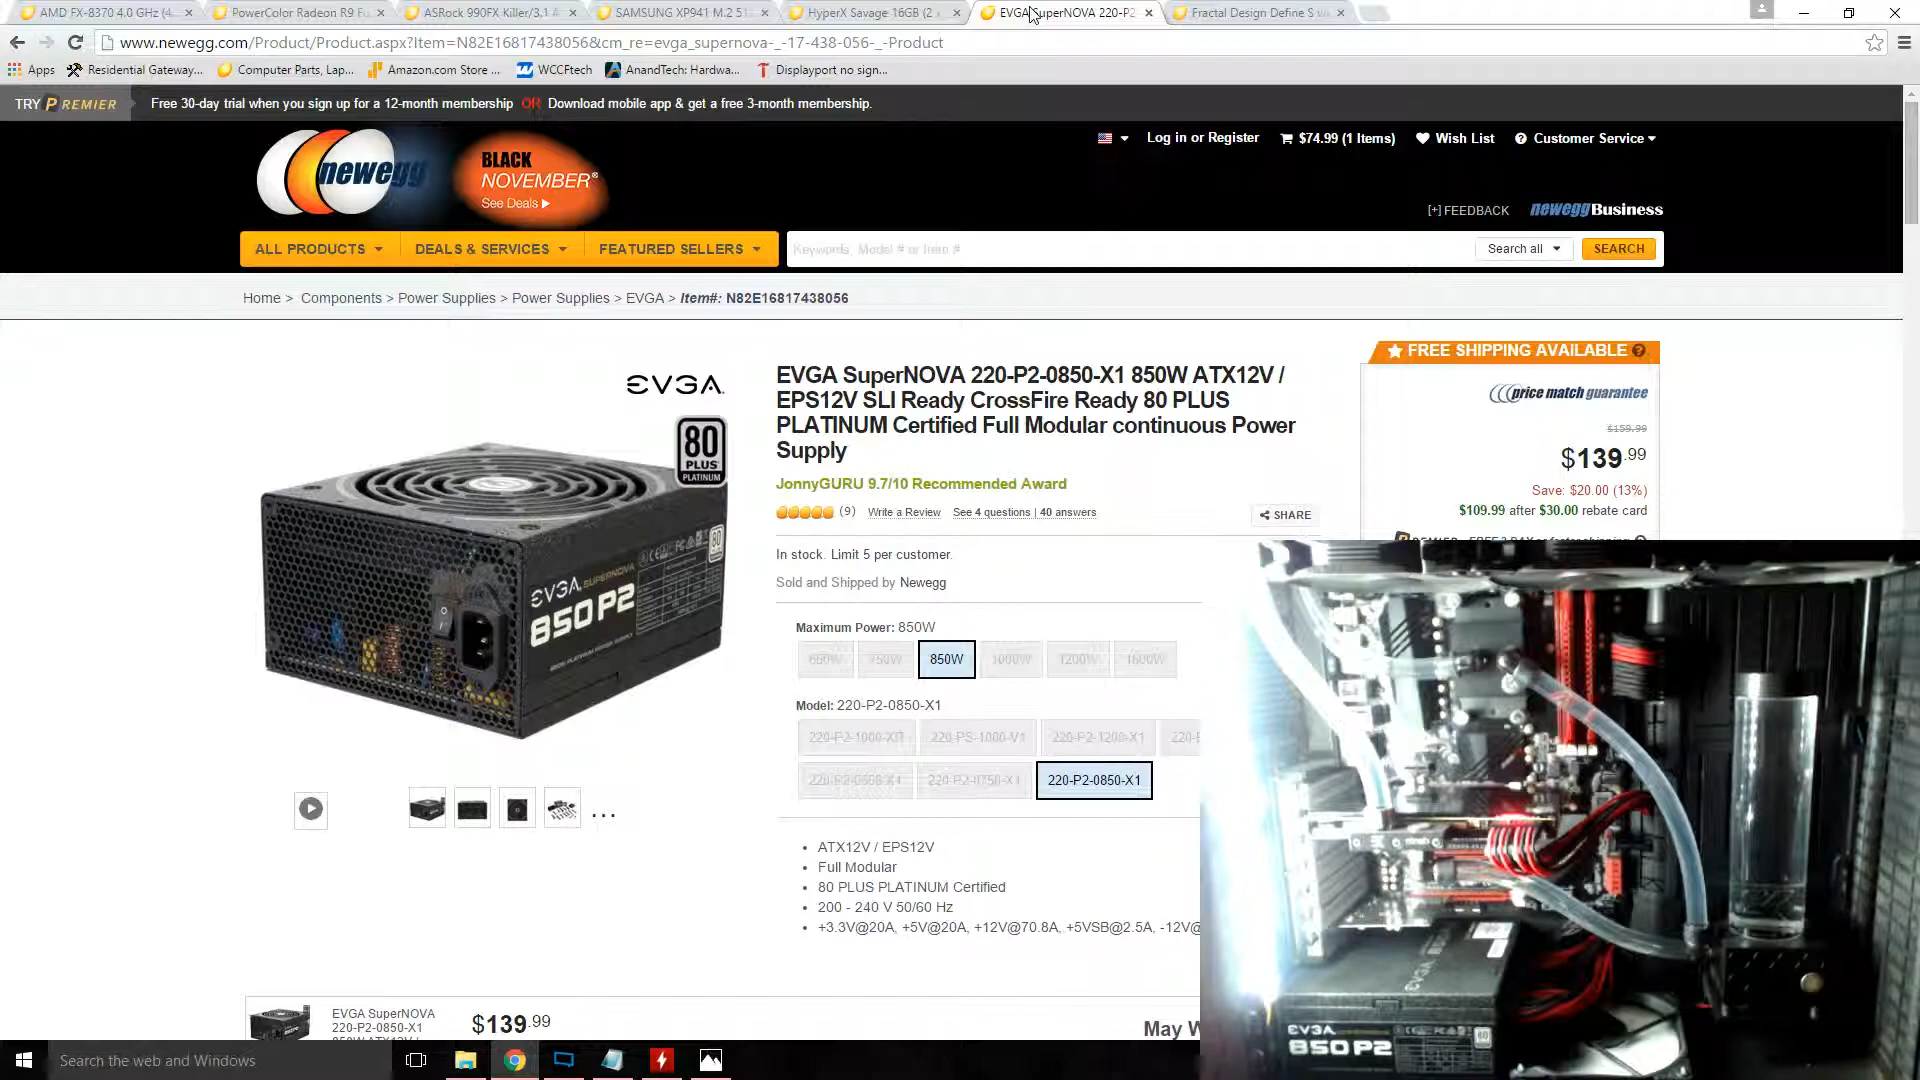 AMD FX-8370 4.0 GHz (4.
PowerColor Radeon R9 Fu
ASRock 990FX Killer/3.1 A
SAMSUNG XP941 M.2 51
HyperX Savage 16GB (2 x
EVGA SuperNOVA 220-P2
Fractal Design Define S w
www.newegg.com/Product/Product.aspx?Item=N82E16817438056&cm_re=evga_supernova-_-17-438-056-_-Product
Apps
Residential Gateway...
Computer Parts, Lap...
Amazon.com Store ...
WCCFtech
AnandTech: Hardwa...
Displayport no sign...
TRY PREMIER
Free 30-day trial when you sign up for a 12-month membership OR Download mobile app & get a free 3-month membership.
newegg
BLACK
NOVEMBER®
See Deals
Log in or Register
$74.99 (1 Items)
Wish List
Customer Service
[+] FEEDBACK
neweggBusiness
ALL PRODUCTS
DEALS & SERVICES
FEATURED SELLERS
Keywords, Model # or Item #
Search all
SEARCH
Home > Components > Power Supplies > Power Supplies > EVGA > Item#: N82E16817438056
EVGA
80
PLUS
PLATINUM
EVGA SUPERNOVA
850 P2
EVGA SuperNOVA 220-P2-0850-X1 850W ATX12V /
EPS12V SLI Ready CrossFire Ready 80 PLUS
PLATINUM Certified Full Modular continuous Power
Supply
JonnyGURU 9.7/10 Recommended Award
(9)
Write a Review
See 4 questions | 40 answers
SHARE
In stock. Limit 5 per customer.
Sold and Shipped by Newegg
FREE SHIPPING AVAILABLE
price match guarantee
$159.99
$139.99
Save: $20.00 (13%)
$109.99 after $30.00 rebate card
Maximum Power: 850W
650W
750W
850W
1000W
1200W
1600W
Model: 220-P2-0850-X1
220-P2-1000-XR
220-PS-1000-V1
220-P2-1200-X1
220-P
220-P2-0650-X1
220-P2-0750-X1
220-P2-0850-X1
ATX12V / EPS12V
Full Modular
80 PLUS PLATINUM Certified
200 - 240 V 50/60 Hz
+3.3V@20A, +5V@20A, +12V@70.8A, +5VSB@2.5A, -12V@
EVGA SuperNOVA
220-P2-0850-X1
850W ATX12V /
$139.99
May W
EVGA
EVGA
850 P2
Search the web and Windows